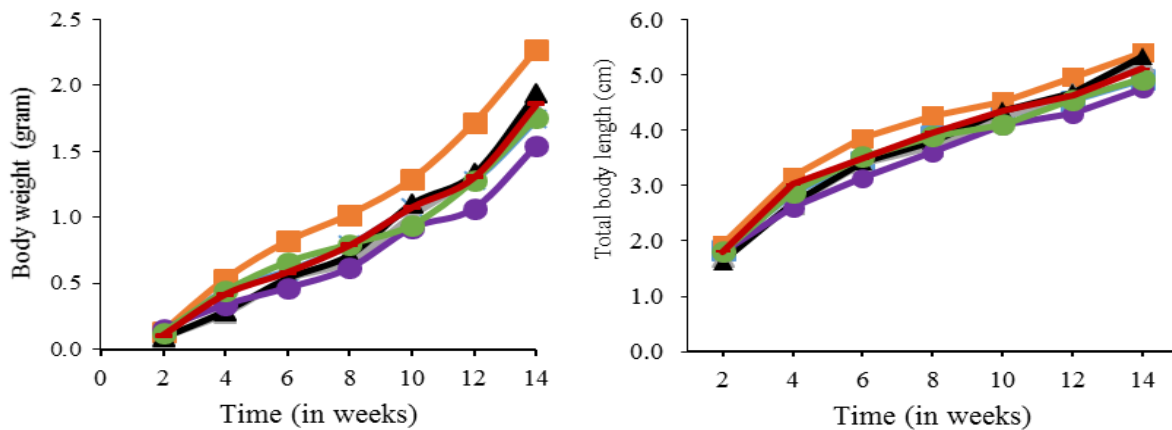 Body weight (gram)
2.5
2.0
1.5
1.0
0.5
0.0
0 2 4 6 8 10 12 14
Time (in weeks)
Total body length (cm)
6.0
5.0
4.0
3.0
2.0
1.0
0.0
2 4 6 8 10 12 14
Time (in weeks)